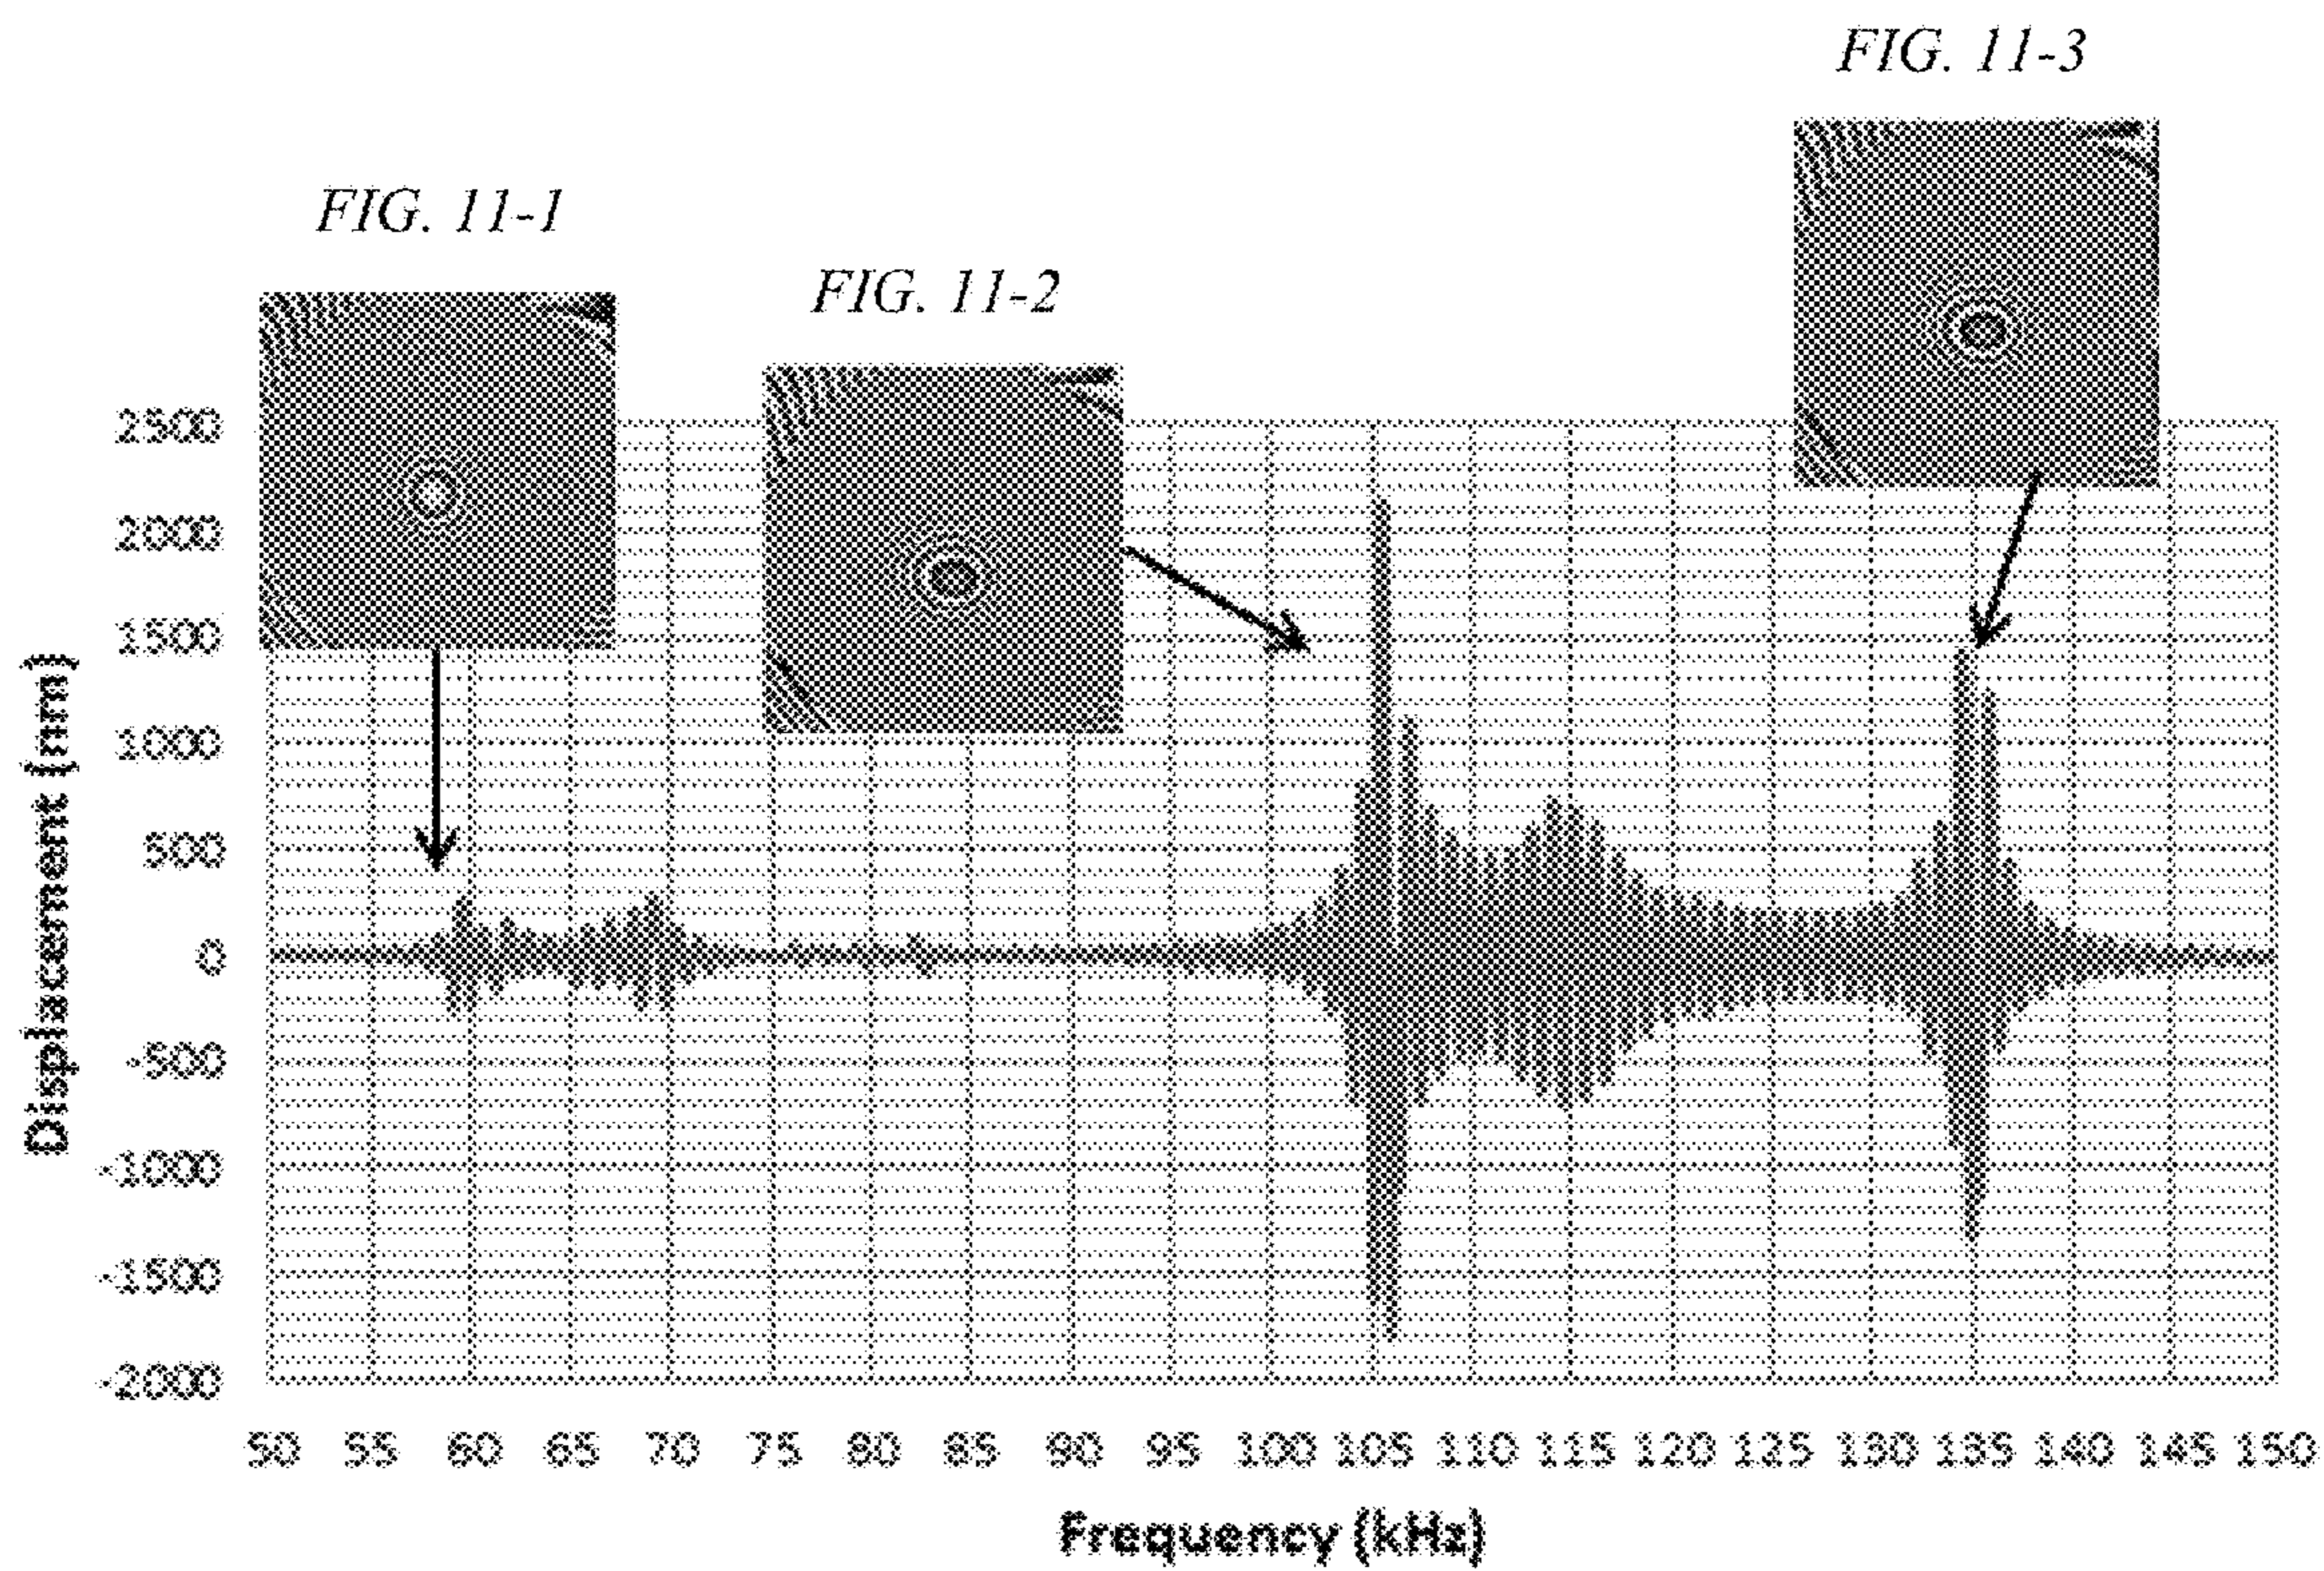 FIG. 11-3
FIG. 11-1
FIG. 11-2
2500
2000
1500
1000
500
0
-500
-1000
-1500
-2000
Displacement (nm)
50 55 60 65 70 75 80 85 90 95 100 105 110 115 120 125 130 135 140 145 150
Frequency (kHz)